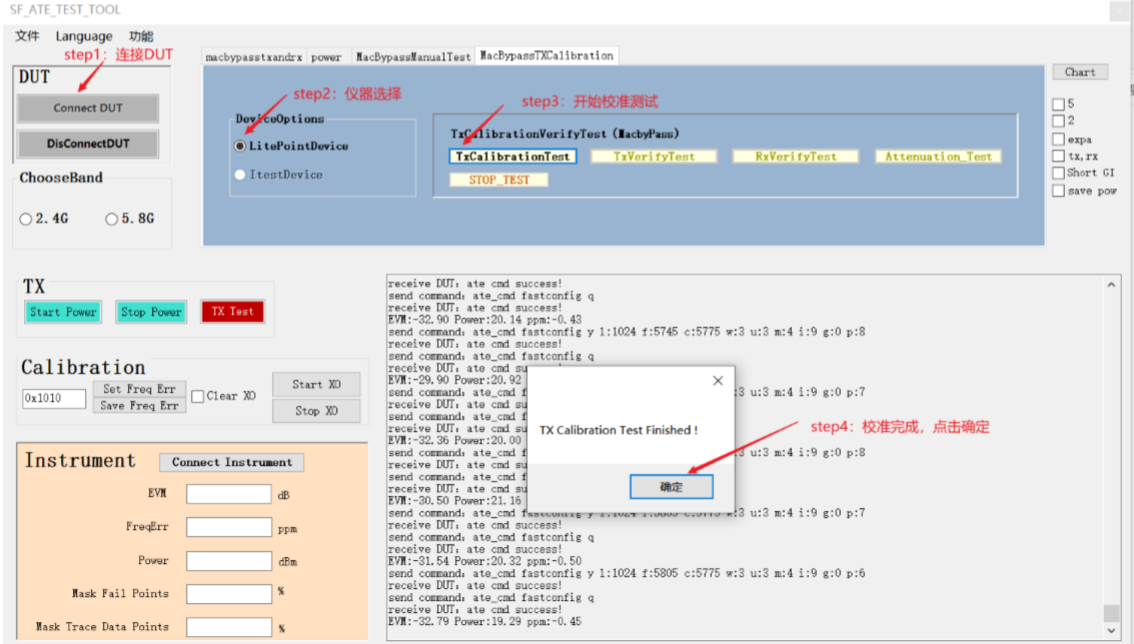 SF_ATE_TEST_TOOL
文件 Language 功能
step1：连接DUT
DUT
Connect DUT
DisConnectDUT
ChooseBand
2.4G 5.8G
macbypasstxandrx power MacBypassManualTest MacBypassTXCalibration
step2：仪器选择
DeviceOptions
LitePointDevice
ItestDevice
step3：开始校准测试
TxCalibrationVerifyTest (MacbyPass)
TxCalibrationTest TxVerifyTest RxVerifyTest Attenuation_Test
STOP_TEST
Chart
5
2
expa
tx,rx
Short GI
save pow
TX
Start Power Stop Power TX Test
Calibration
0x1010
Set Freq Err
Save Freq Err
Clear XO
Start XO
Stop XO
Instrument Connect Instrument
EVM dB
FreqErr ppm
Power dBm
Mask Fail Points %
Mask Trace Data Points %
receive DUT: ate cmd success!
send command: ate_cmd fastconfig q
receive DUT: ate cmd success!
EVM:-32.90 Power:20.14 ppm:-0.43
send command: ate_cmd fastconfig y l:1024 f:5745 c:5775 w:3 u:3 m:4 i:9 g:0 p:8
receive DUT: ate cmd success!
send command: ate_cmd fastconfig q
receive DUT: ate cmd su
EVM:-29.90 Power:20.92
send command: ate_cmd f :3 u:3 m:4 i:9 g:0 p:7
receive DUT: ate cmd su
send command: ate_cmd f
receive DUT: ate cmd su
EVM:-32.36 Power:20.00
send command: ate_cmd f :3 u:3 m:4 i:9 g:0 p:8
receive DUT: ate cmd su
send command: ate_cmd f
receive DUT: ate cmd su
EVM:-30.50 Power:21.16
send command: ate_cmd fastconfig y l:1024 f:5805 c:5775 w:3 u:3 m:4 i:9 g:0 p:7
receive DUT: ate cmd success!
send command: ate_cmd fastconfig q
receive DUT: ate cmd success!
EVM:-31.54 Power:20.32 ppm:-0.50
send command: ate_cmd fastconfig y l:1024 f:5805 c:5775 w:3 u:3 m:4 i:9 g:0 p:6
receive DUT: ate cmd success!
send command: ate_cmd fastconfig q
receive DUT: ate cmd success!
EVM:-32.79 Power:19.29 ppm:-0.45
TX Calibration Test Finished !
确定
step4：校准完成，点击确定